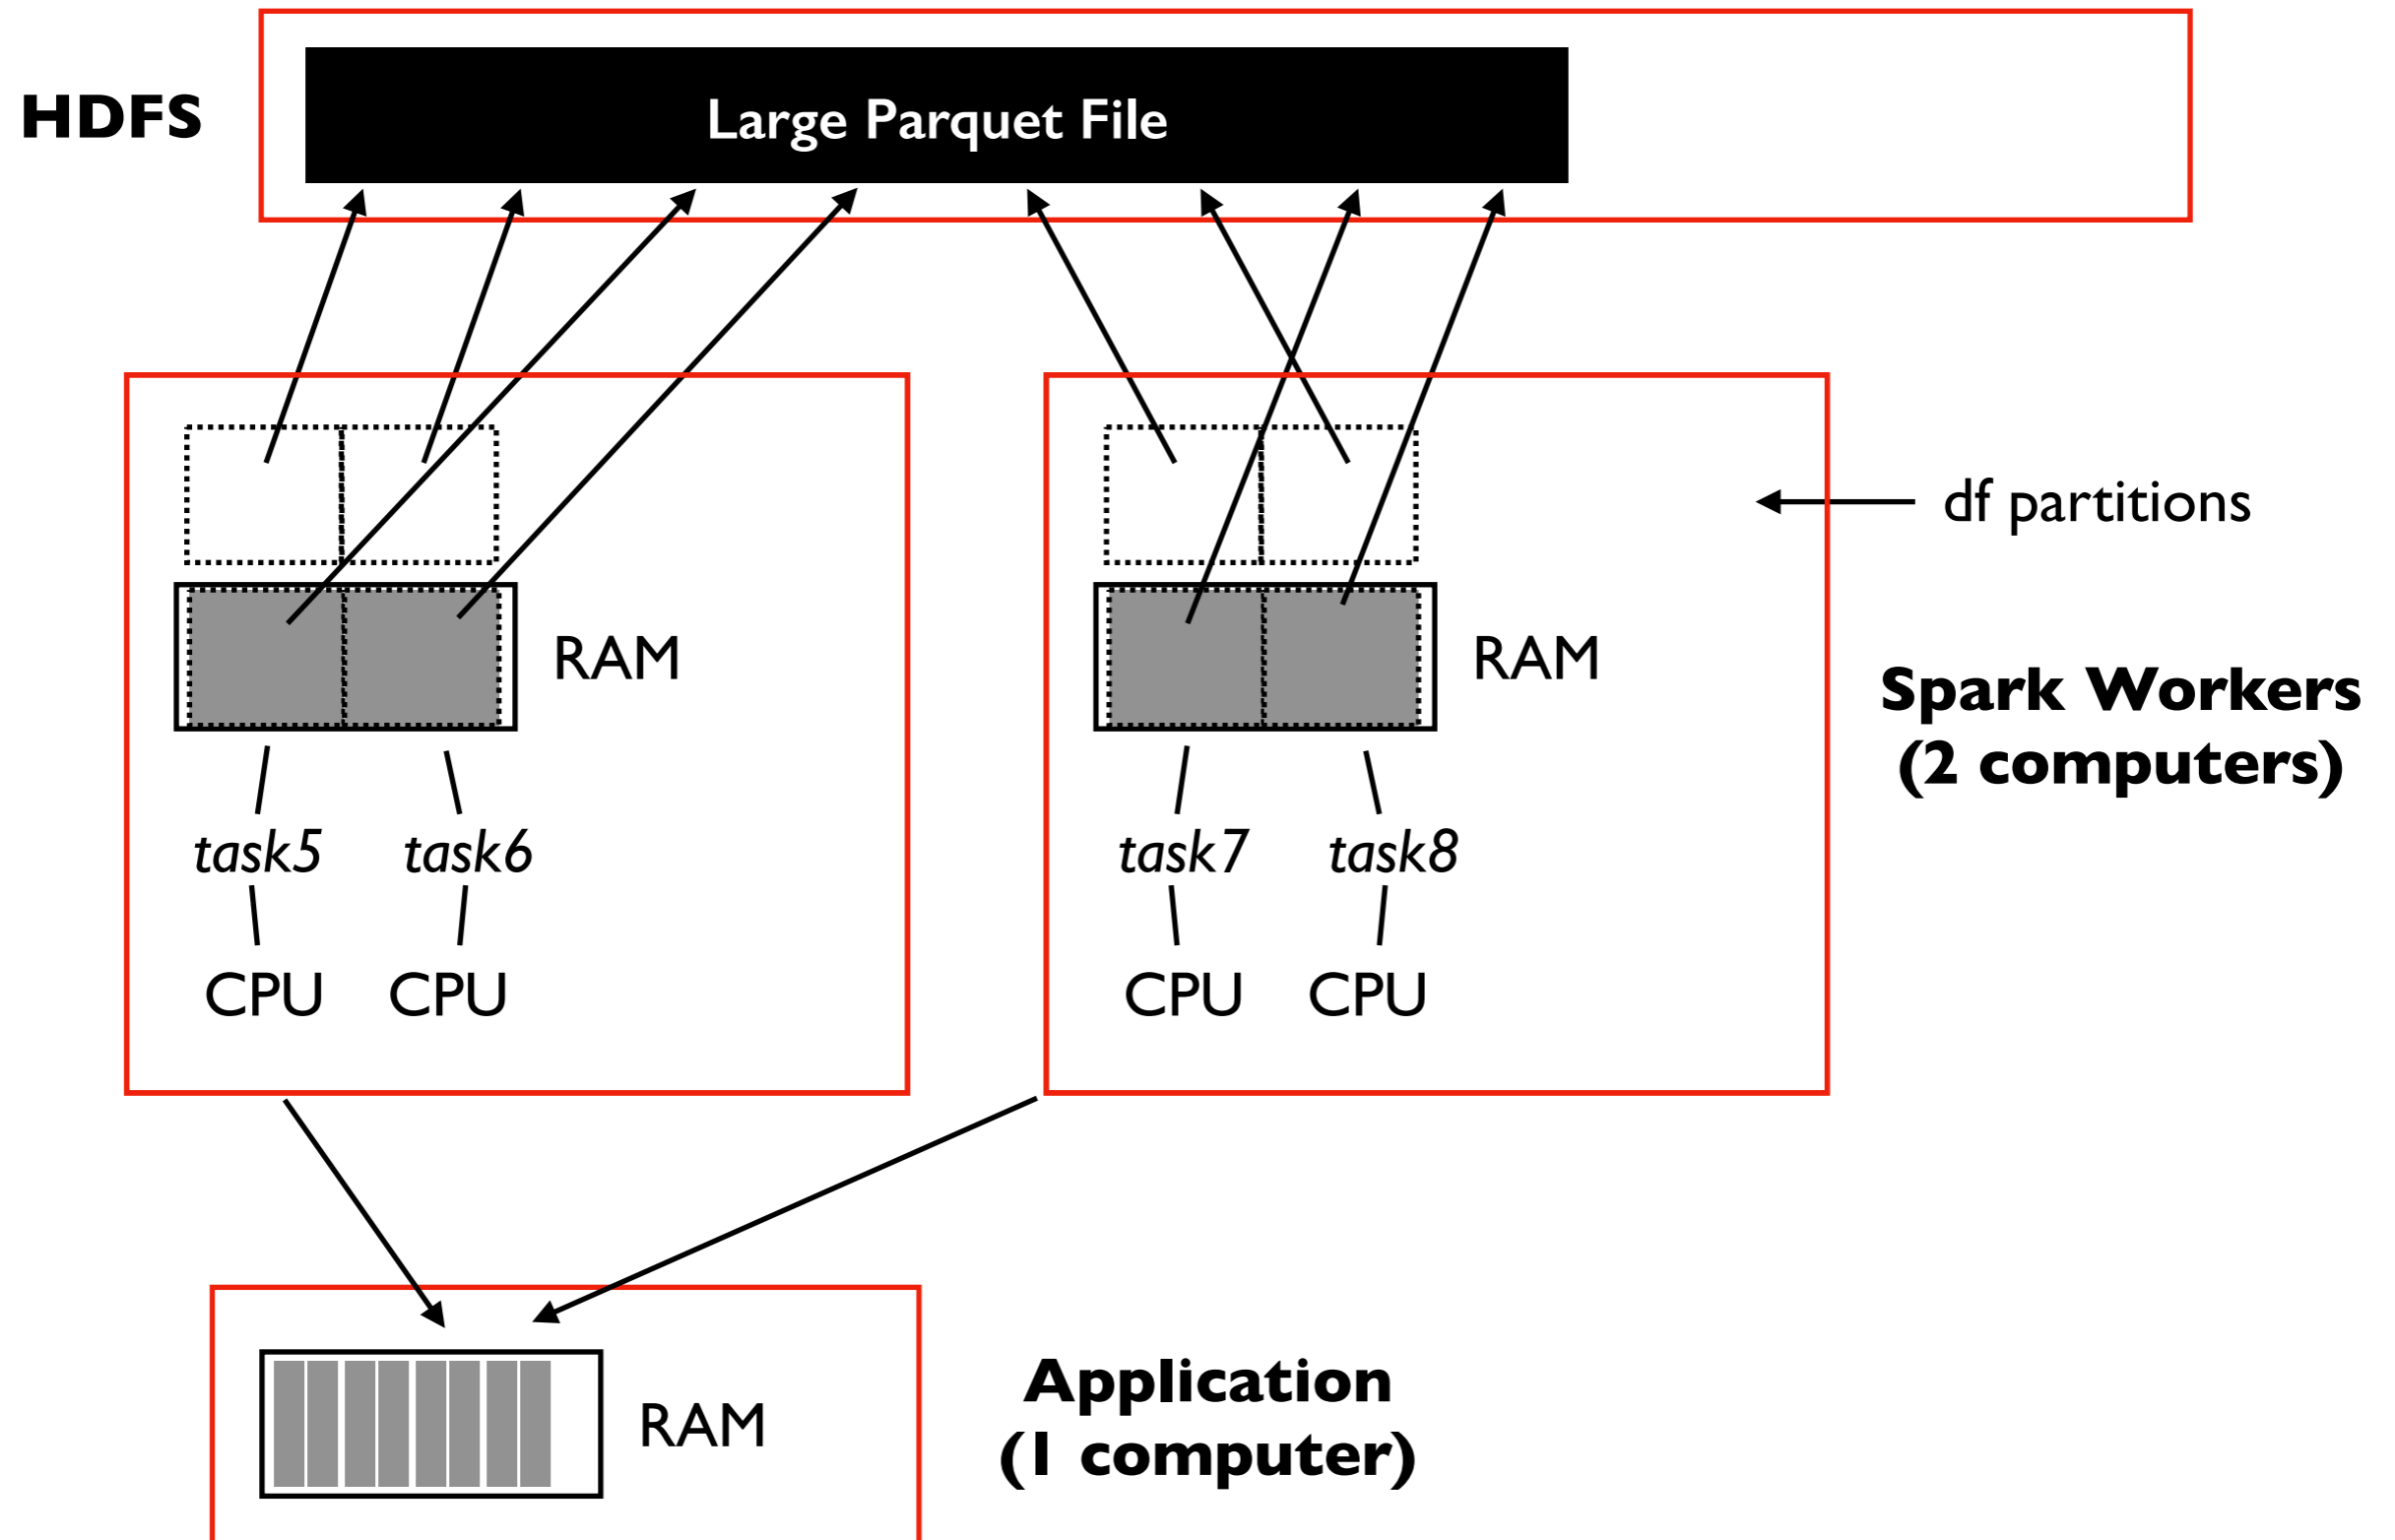 HDFS
Large Parquet File
df partitions
RAM
RAM
Spark Workers
(2 computers)
task5
task6
task7
task8
CPU
CPU
CPU
CPU
RAM
Application
(1 computer)